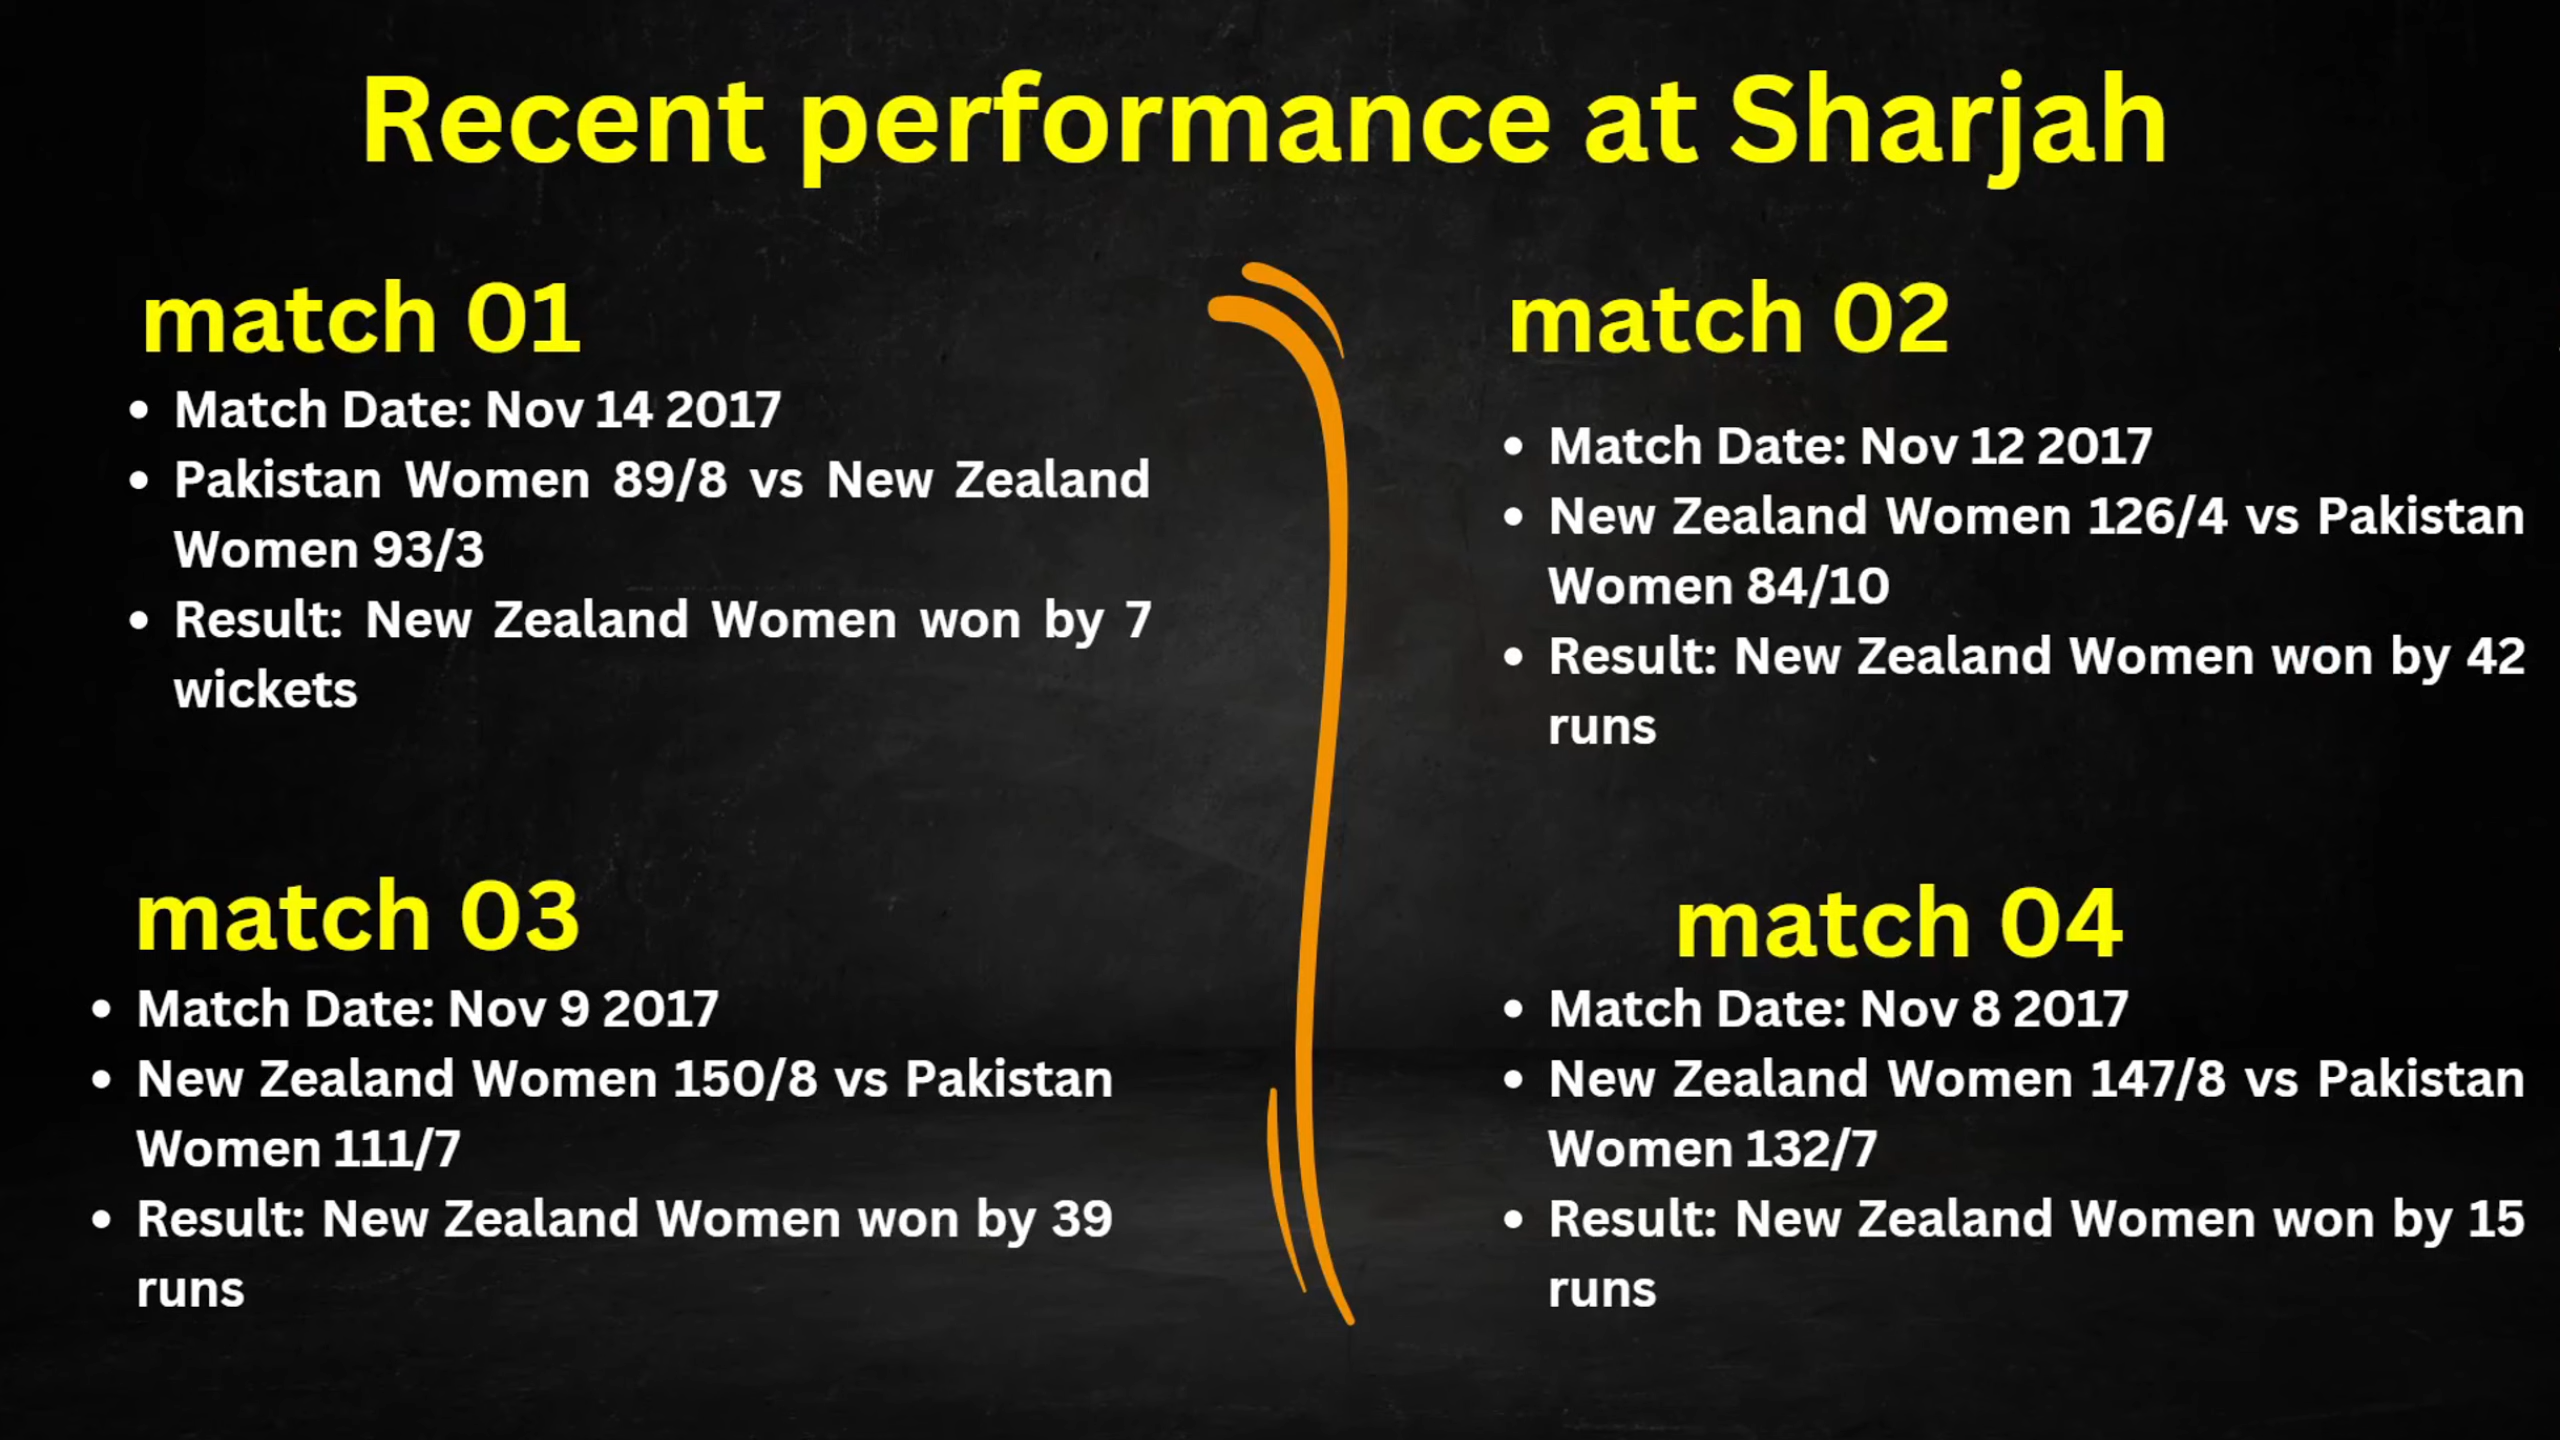 Recent performance at Sharjah
match 01
• Match Date: Nov 14 2017
• Pakistan Women 89/8 vs New Zealand
Women 93/3
• Result: New Zealand Women won by 7
wickets
match 02
• Match Date: Nov 12 2017
• New Zealand Women 126/4 vs Pakistan
Women 84/10
• Result: New Zealand Women won by 42
runs
match 03
• Match Date: Nov 9 2017
• New Zealand Women 150/8 vs Pakistan
Women 111/7
• Result: New Zealand Women won by 39
runs
match 04
• Match Date: Nov 8 2017
• New Zealand Women 147/8 vs Pakistan
Women 132/7
• Result: New Zealand Women won by 15
runs